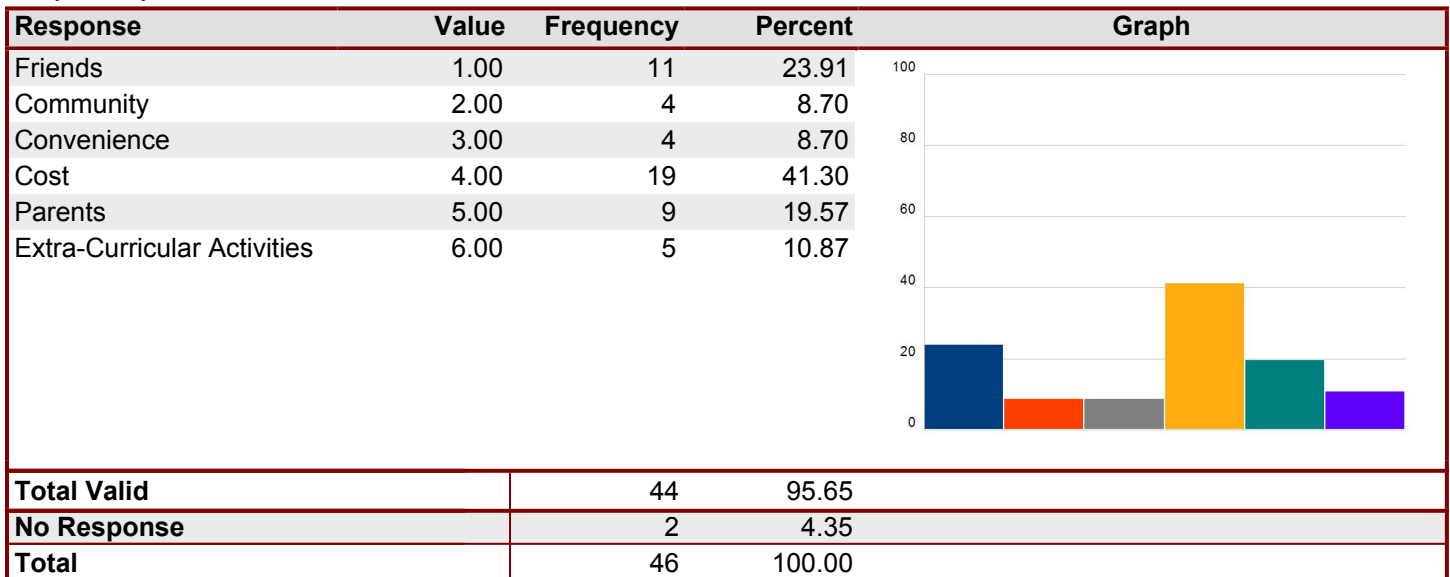 Response Value Frequency Percent Graph
Friends 1.00 11 23.91
Community 2.00 4 8.70
Convenience 3.00 4 8.70
Cost 4.00 19 41.30
Parents 5.00 9 19.57
Extra-Curricular Activities 6.00 5 10.87
100
80
60
40
20
0
Total Valid 44 95.65
No Response 2 4.35
Total 46 100.00